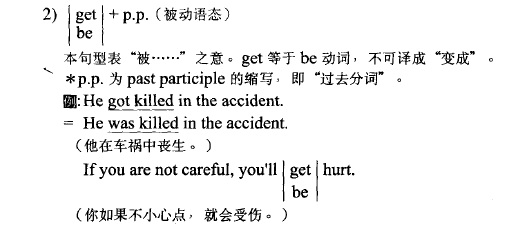 2) | get | + p.p.（被动语态）
be
本句型表“被……”之意。get 等于 be 动词，不可译成“变成”。
＊p.p. 为 past participle 的缩写，即“过去分词”。
例:He got killed in the accident.
= He was killed in the accident.
（他在车祸中丧生。）
If you are not careful, you'll | get | hurt.
be
（你如果不小心点，就会受伤。）